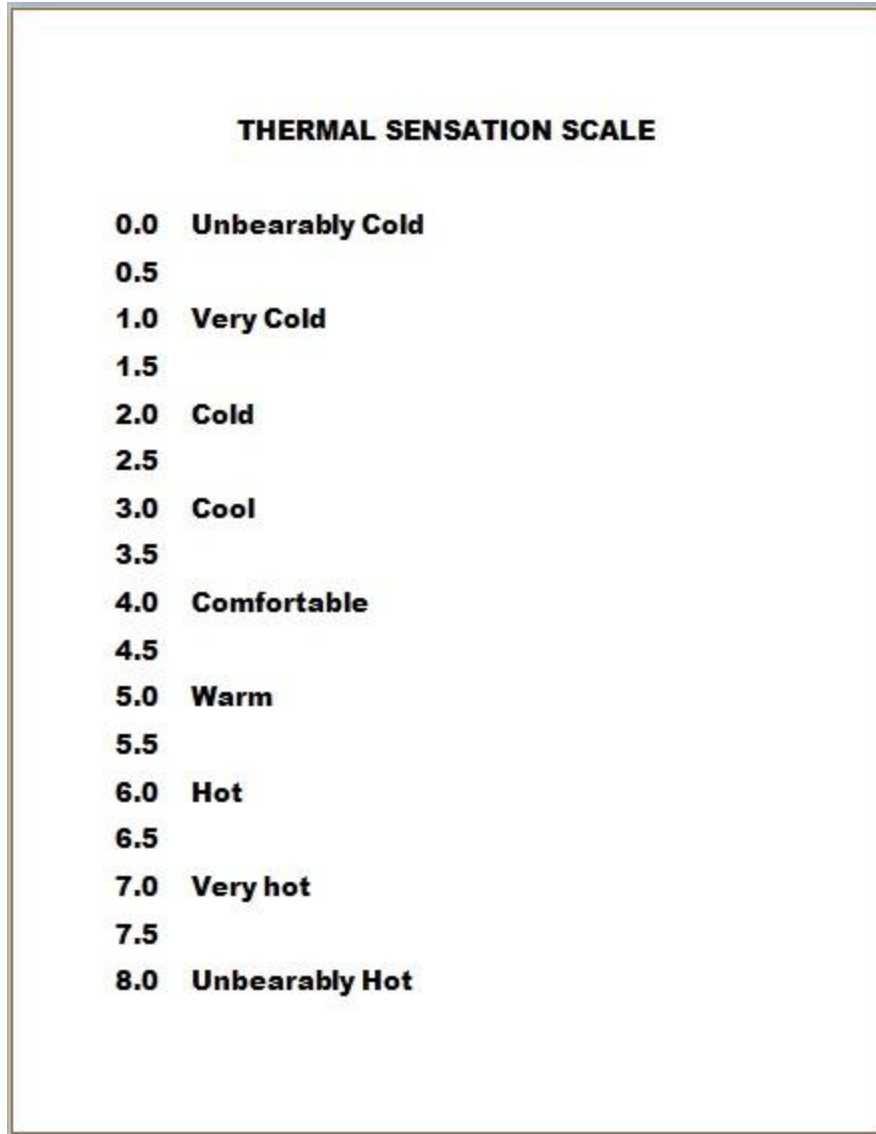 THERMAL SENSATION SCALE
0.0 Unbearably Cold
0.5
1.0 Very Cold
1.5
2.0 Cold
2.5
3.0 Cool
3.5
4.0 Comfortable
4.5
5.0 Warm
5.5
6.0 Hot
6.5
7.0 Very hot
7.5
8.0 Unbearably Hot